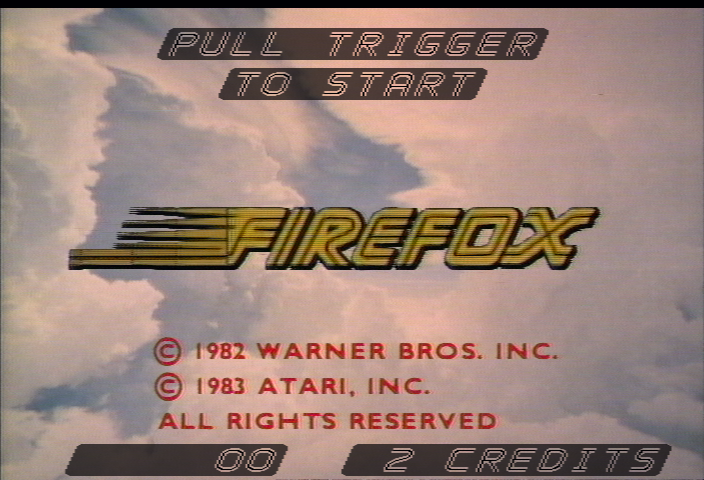 PULL TRIGGER
TO START
FIREFOX
© 1982 WARNER BROS. INC.
© 1983 ATARI, INC.
ALL RIGHTS RESERVED
00 2 CREDITS